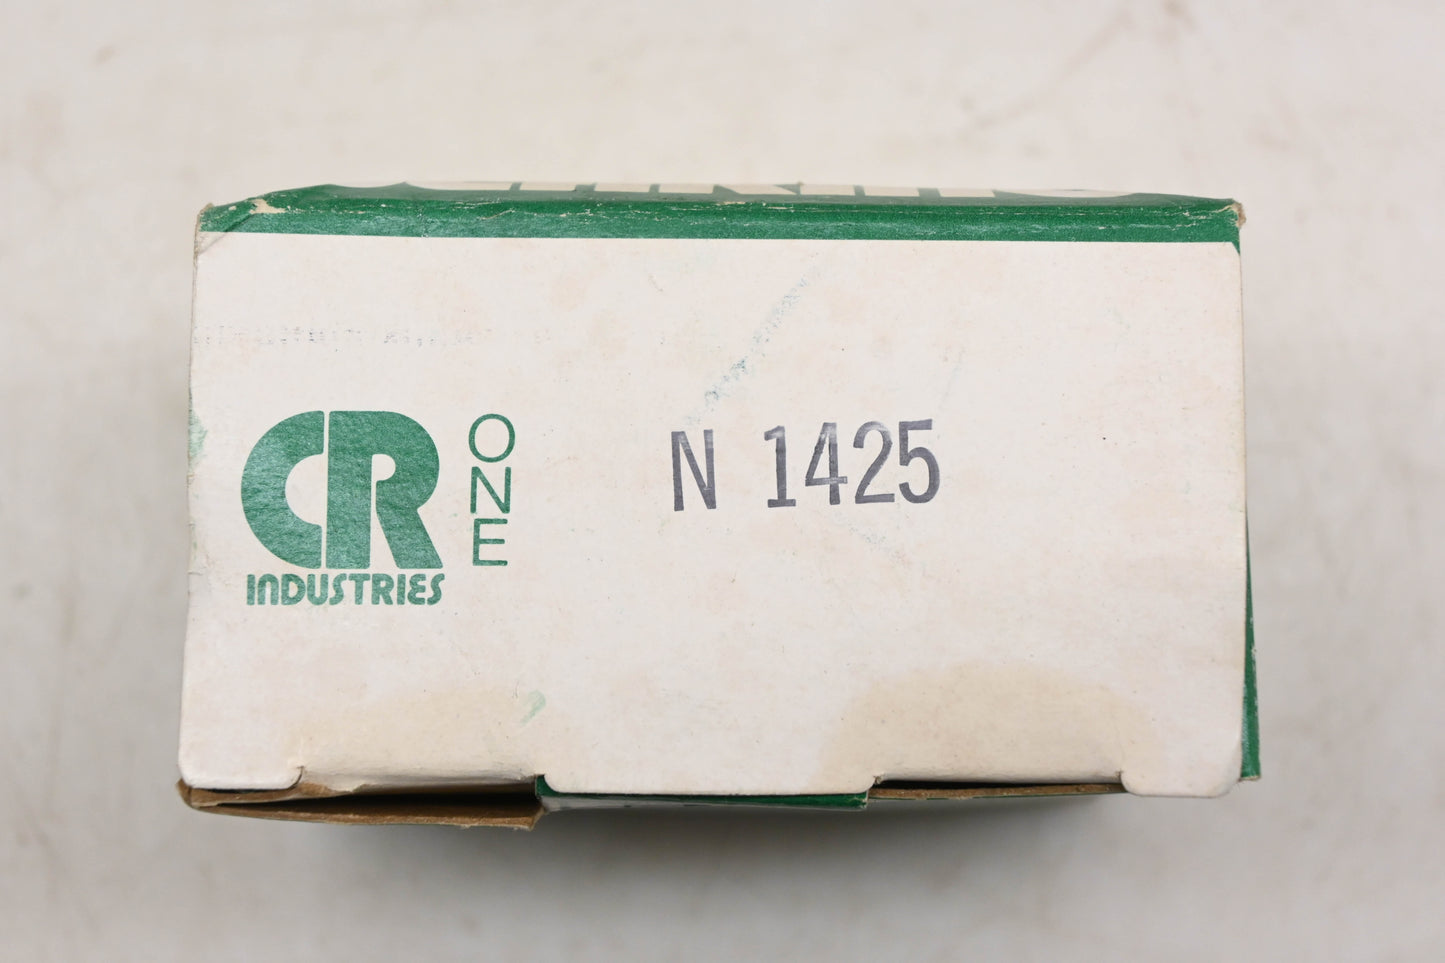 CR
INDUSTRIES
ONE
N 1425